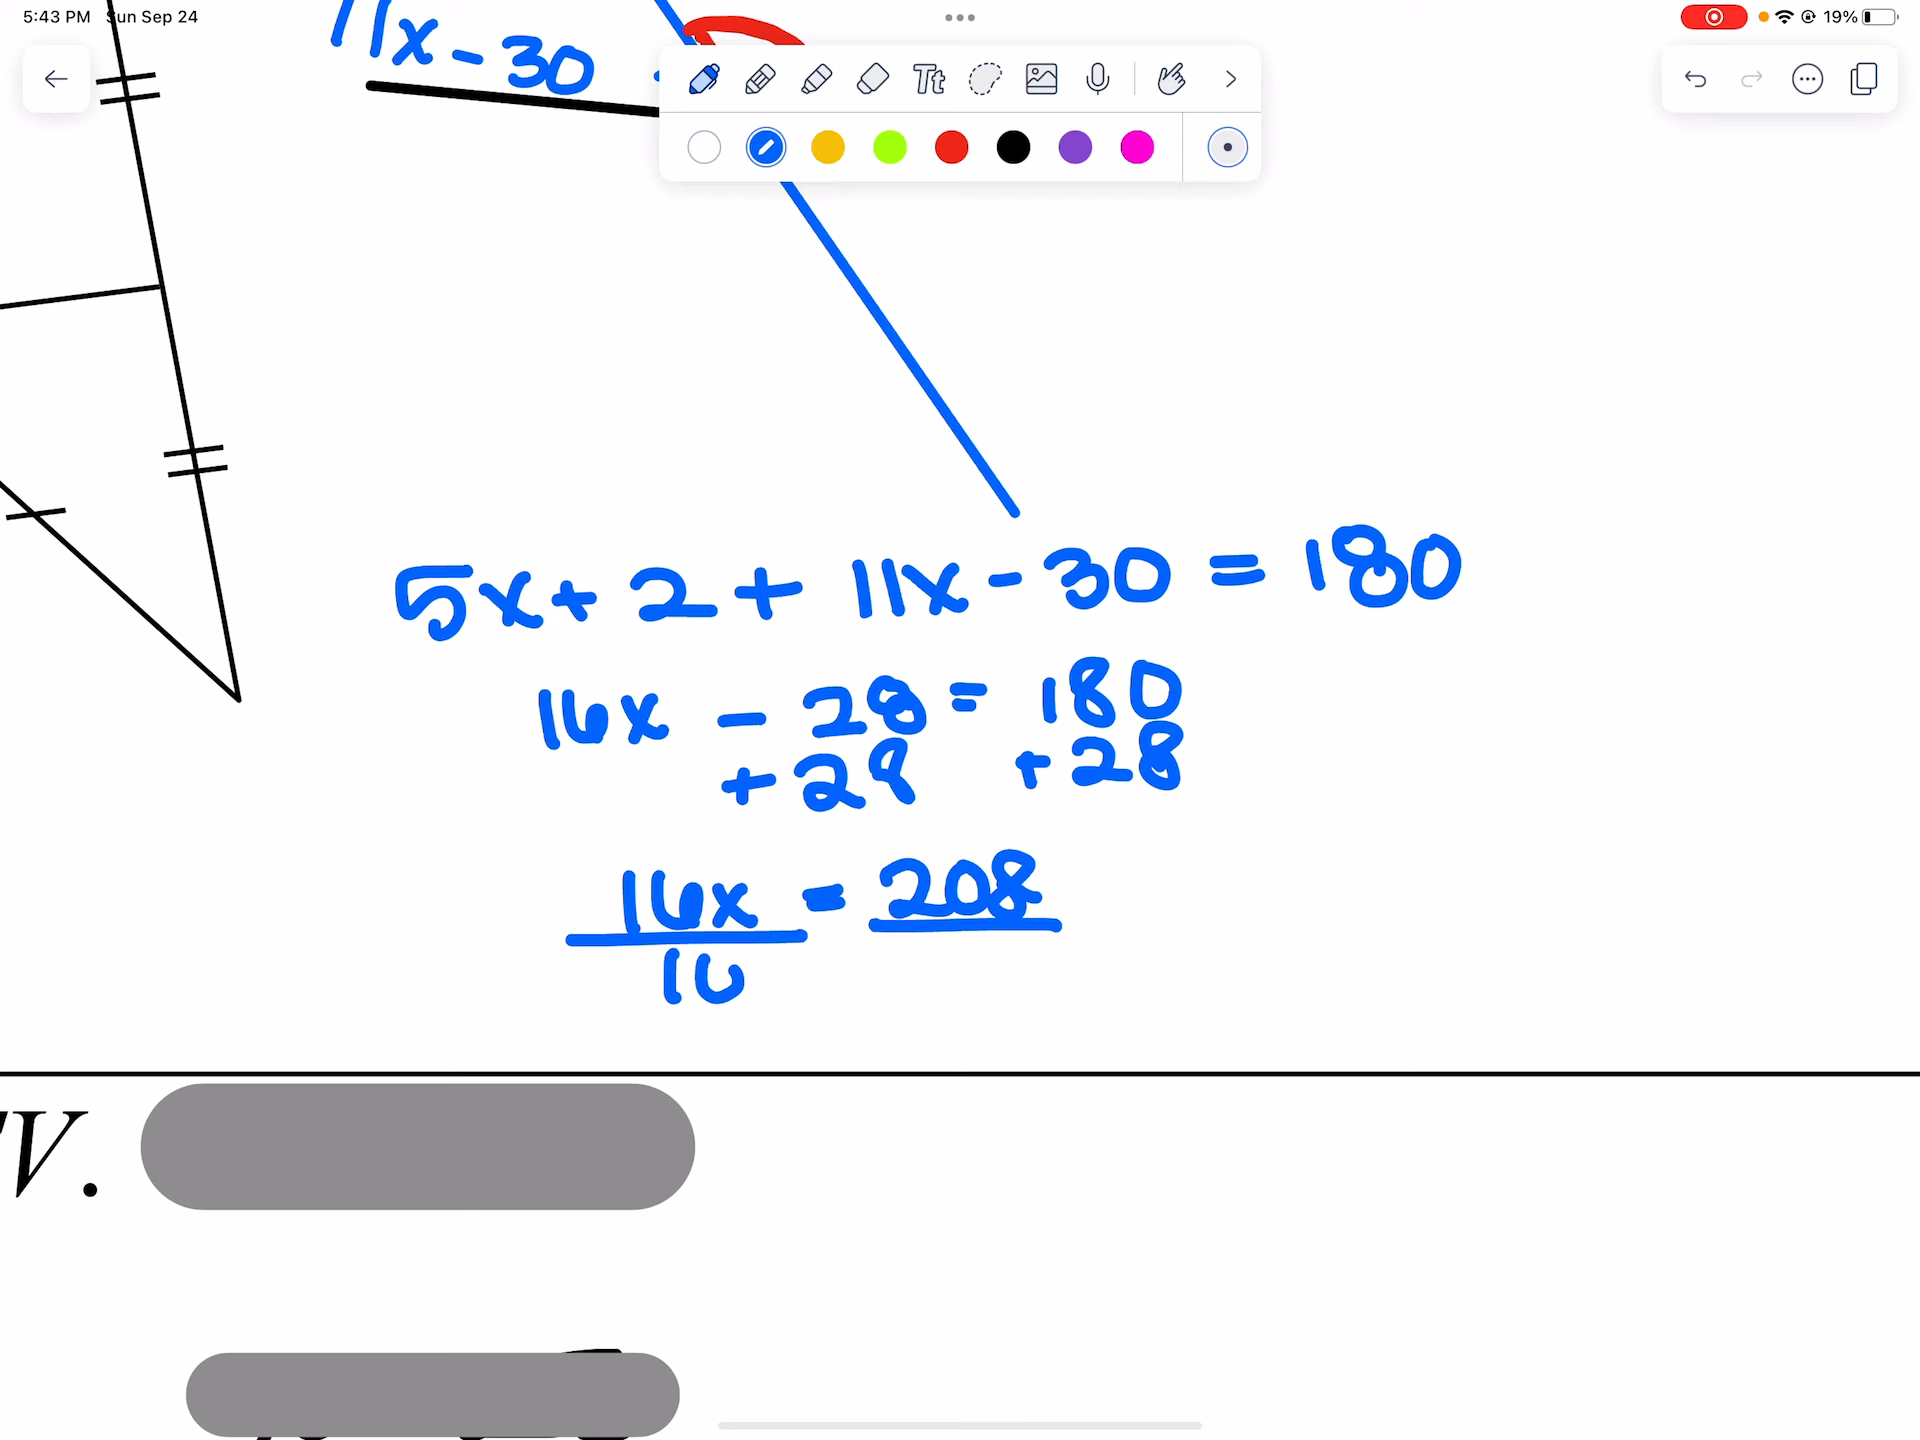 5:43 PM Sun Sep 24
19%
11x - 30
Tt
5x + 2 + 11x - 30 = 180
16x - 28 = 180
+ 28 + 28
16x = 208
16
V.